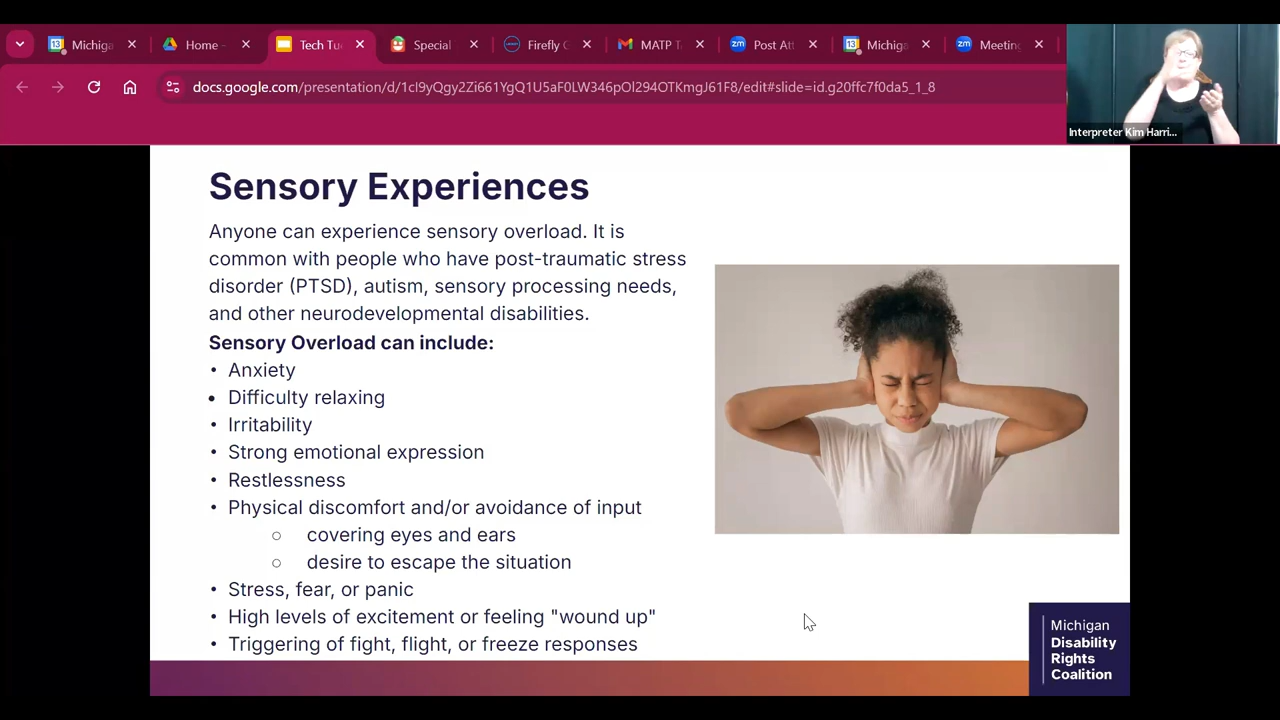 Michiga
Home
Tech Tue
Special
Firefly
MATP T
Post Att
Michiga
Meetin
docs.google.com/presentation/d/1cI9yQgy2Zi661YgQ1U5aF0LW346pOl294OTKmgJ61F8/edit#slide=id.g20ffc7f0da5_1_8
Interpreter Kim Harri...
Sensory Experiences
Anyone can experience sensory overload. It is
common with people who have post-traumatic stress
disorder (PTSD), autism, sensory processing needs,
and other neurodevelopmental disabilities.
Sensory Overload can include:
• Anxiety
• Difficulty relaxing
• Irritability
• Strong emotional expression
• Restlessness
• Physical discomfort and/or avoidance of input
○ covering eyes and ears
○ desire to escape the situation
• Stress, fear, or panic
• High levels of excitement or feeling "wound up"
• Triggering of fight, flight, or freeze responses
Michigan
Disability
Rights
Coalition